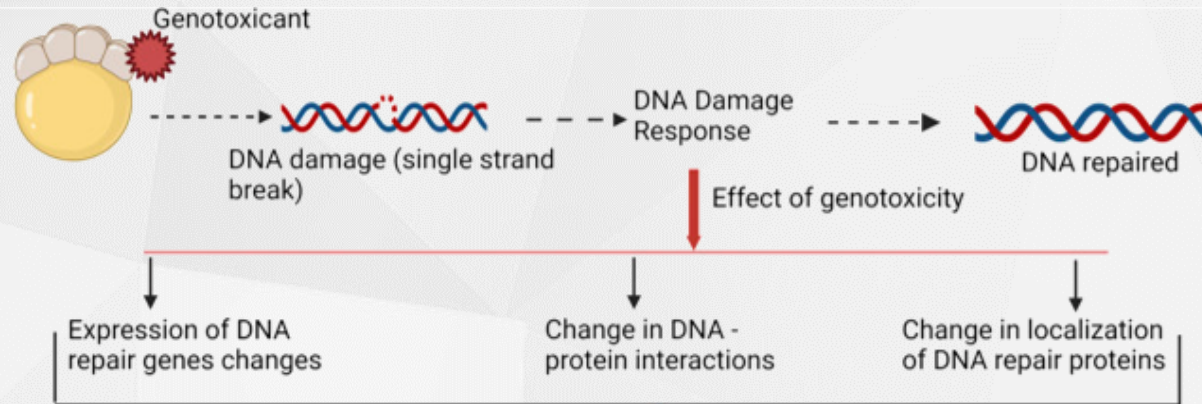 Genotoxicant
DNA damage (single strand
break)
DNA Damage
Response
DNA repaired
Effect of genotoxicity
Expression of DNA
repair genes changes
Change in DNA -
protein interactions
Change in localization
of DNA repair proteins